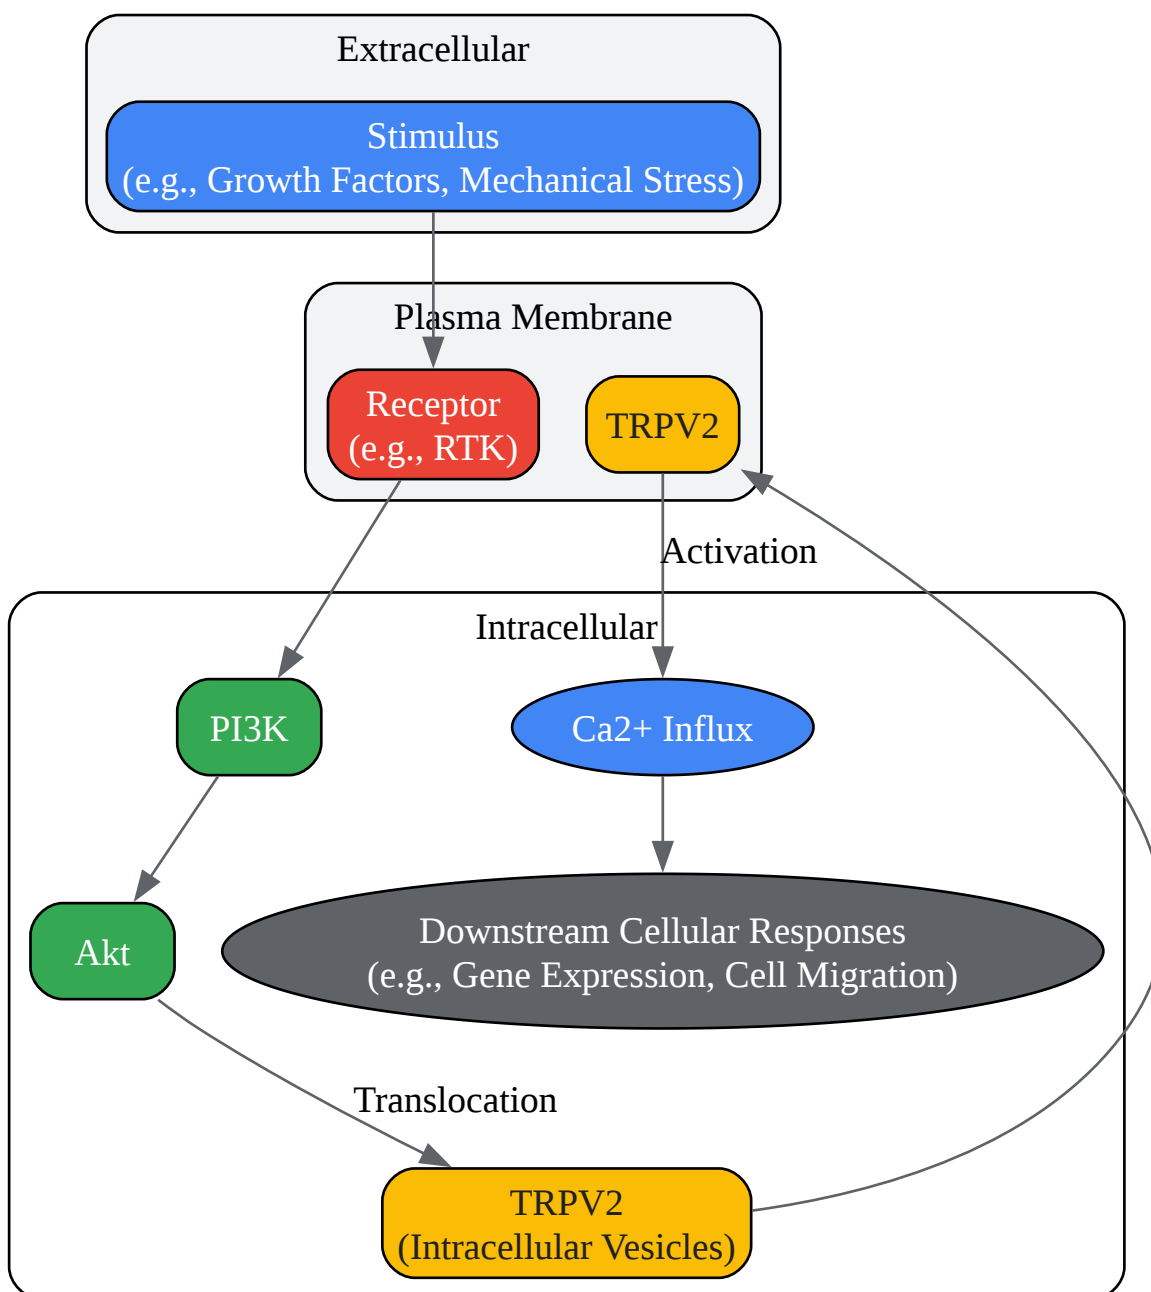 Extracellular
Stimulus
(e.g., Growth Factors, Mechanical Stress)
Plasma Membrane
Receptor
(e.g., RTK)
TRPV2
Activation
Intracellular
PI3K
Ca2+ Influx
Akt
Downstream Cellular Responses
(e.g., Gene Expression, Cell Migration)
Translocation
TRPV2
(Intracellular Vesicles)